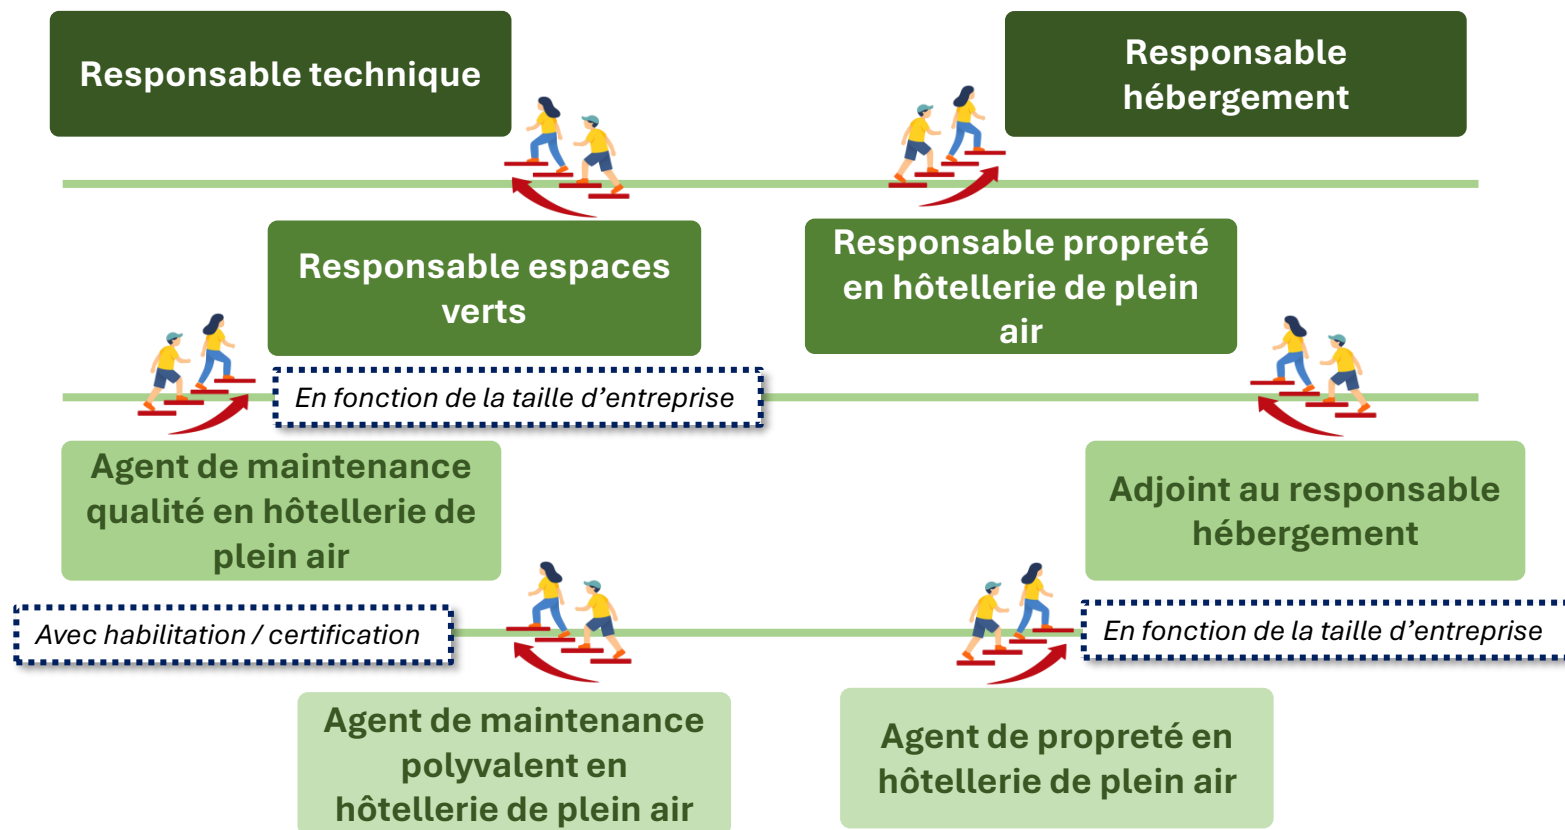 Responsable technique
Responsable
hébergement
Responsable espaces
verts
Responsable propreté
en hôtellerie de plein
air
En fonction de la taille d’entreprise
Agent de maintenance
qualité en hôtellerie de
plein air
Adjoint au responsable
hébergement
Avec habilitation / certification
En fonction de la taille d’entreprise
Agent de maintenance
polyvalent en
hôtellerie de plein air
Agent de propreté en
hôtellerie de plein air